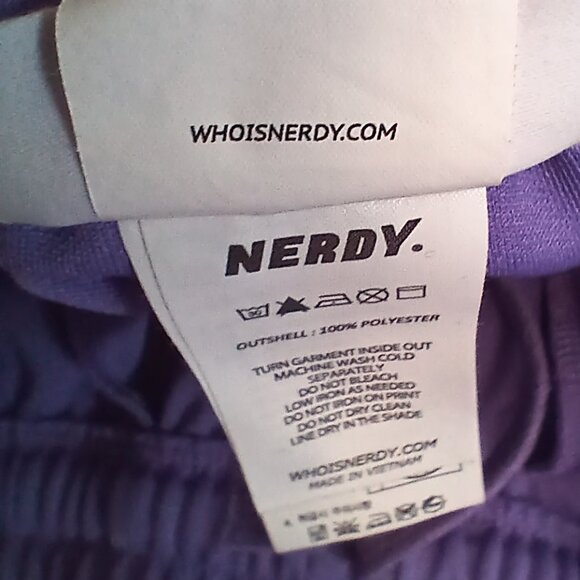 WHOISNERDY.COM
NERDY.
OUTSHELL : 100% POLYESTER
TURN GARMENT INSIDE OUT
MACHINE WASH COLD
SEPARATELY
DO NOT BLEACH
LOW IRON AS NEEDED
DO NOT IRON ON PRINT
DO NOT DRY CLEAN
LINE DRY IN THE SHADE
WHOISNERDY.COM
MADE IN VIETNAM